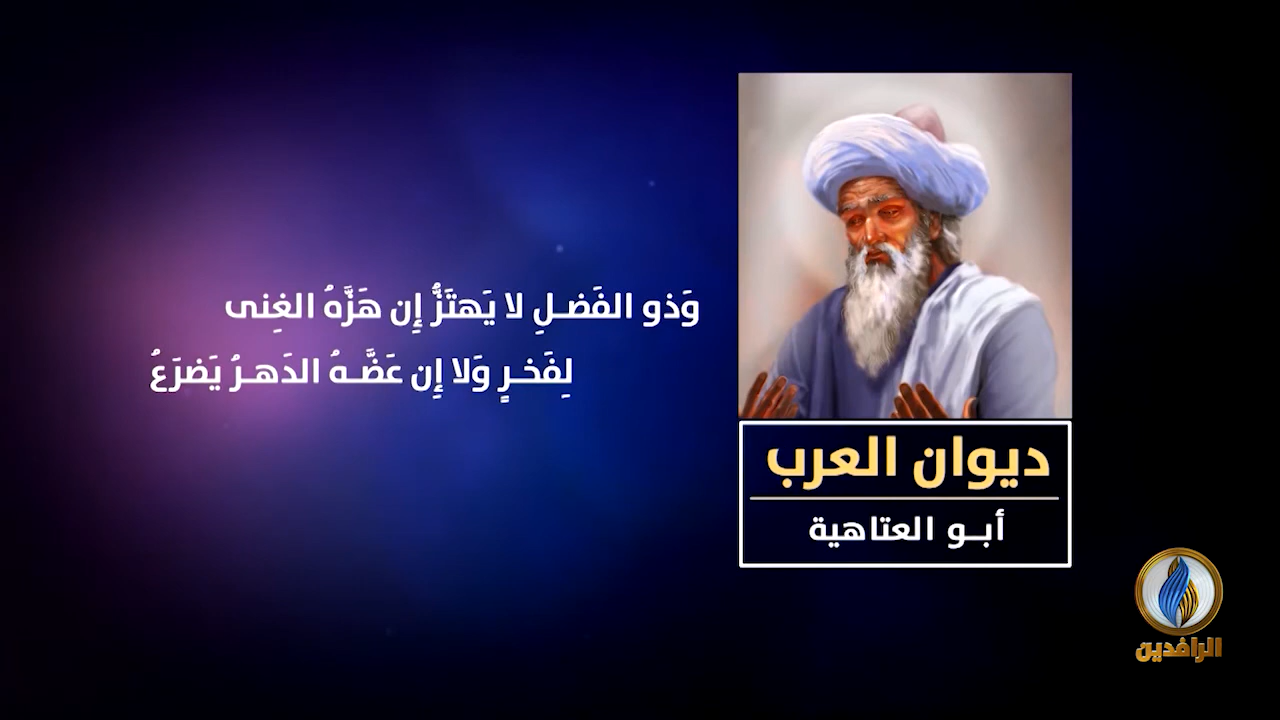 وَذو الفَضلِ لا يَهتَزُّ إِن هَزَّهُ الغِنى
لِفَخرٍ وَلا إِن عَضَّهُ الدَهرُ يَضرَعُ
ديوان العرب
أبو العتاهية
الرافدين